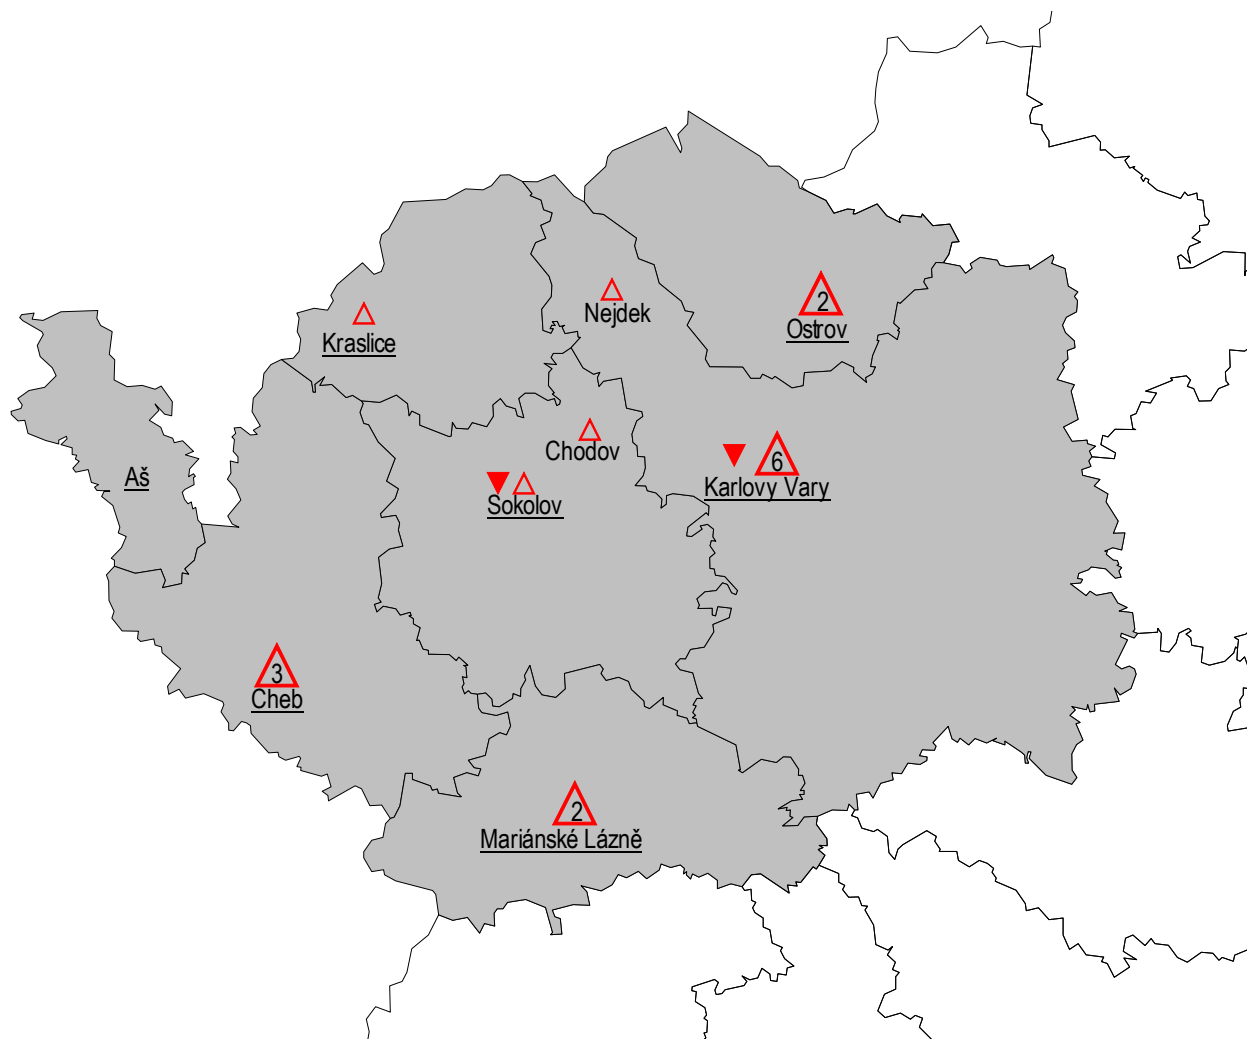 2
Nejdek
Ostrov
Kraslice
Chodov
6
Aš
Karlovy Vary
Sokolov
3
Cheb
2
Mariánské Lázně